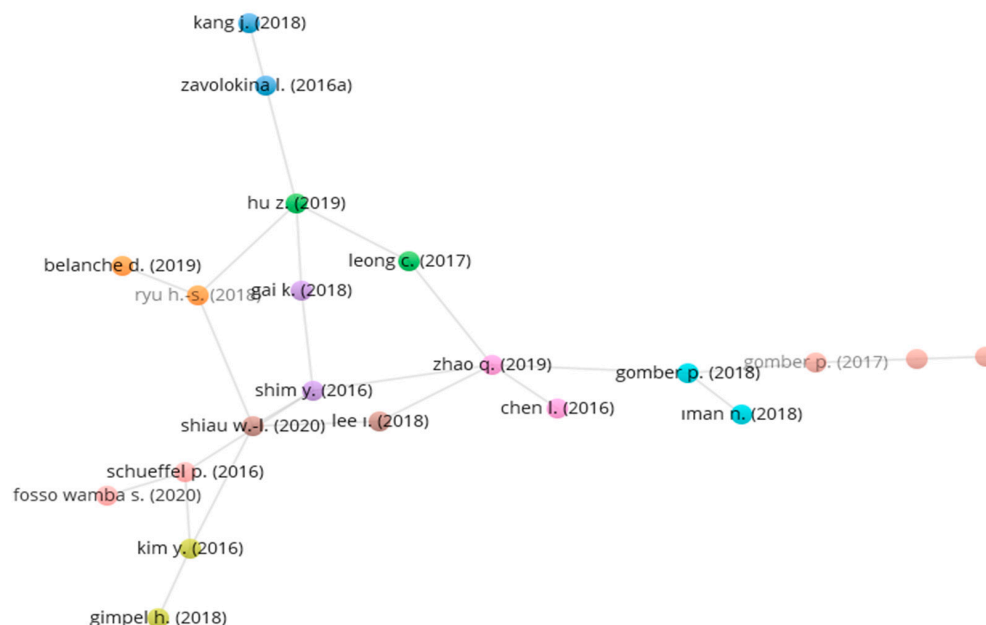 kang j. (2018)
zavolokina l. (2016a)
hu z. (2019)
leong c. (2017)
belanche d. (2019)
ryu h.-s. (2018)
gai k. (2018)
zhao q. (2019)
gomber p. (2017)
gomber p. (2018)
shim y. (2016)
chen l. (2016)
ıman n. (2018)
shiau w.-l. (2020)
lee ı. (2018)
schueffel p. (2016)
fosso wamba s. (2020)
kim y. (2016)
gimpel h. (2018)